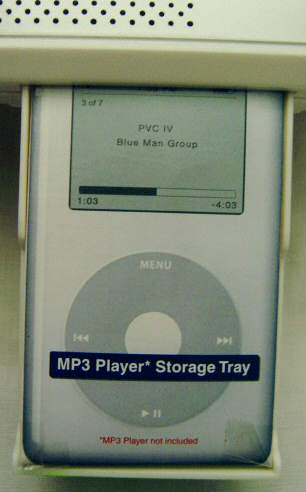 3 of 7
PVC IV
Blue Man Group
1:03 -4:03
MENU
MP3 Player* Storage Tray
*MP3 Player not included